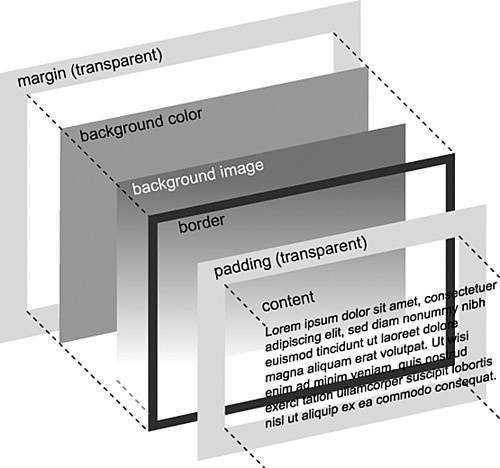 margin (transparent)
background color
background image
border
padding (transparent)
content
Lorem ipsum dolor sit amet, consectetuer
adipiscing elit, sed diam nonummy nibh
euismod tincidunt ut laoreet dolore
magna aliquam erat volutpat. Ut wisi
enim ad minim veniam, quis nostrud
exerci tation ullamcorper suscipit lobortis
nisl ut aliquip ex ea commodo consequat.